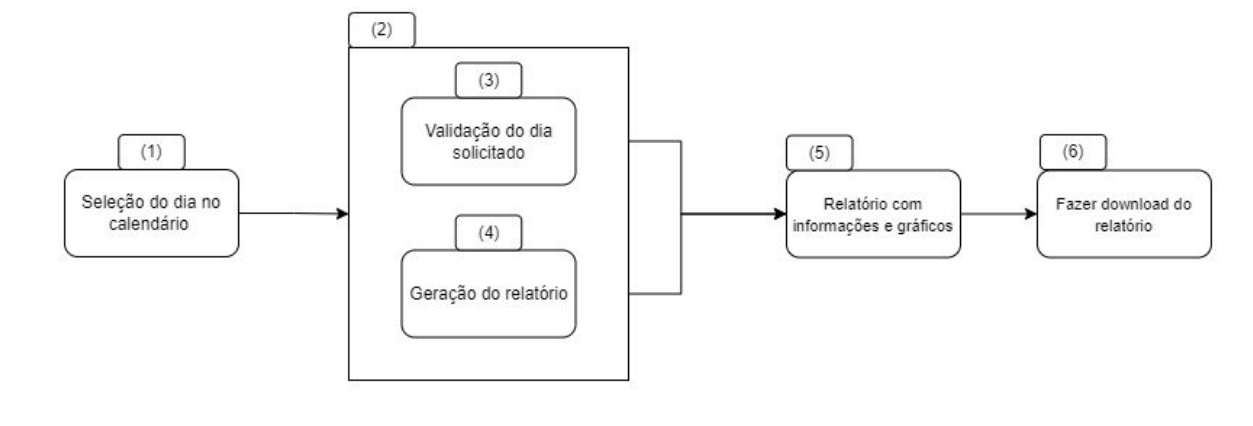 (1)
Seleção do dia no
calendário
(2)
(3)
Validação do dia
solicitado
(4)
Geração do relatório
(5)
Relatório com
informações e gráficos
(6)
Fazer download do
relatório